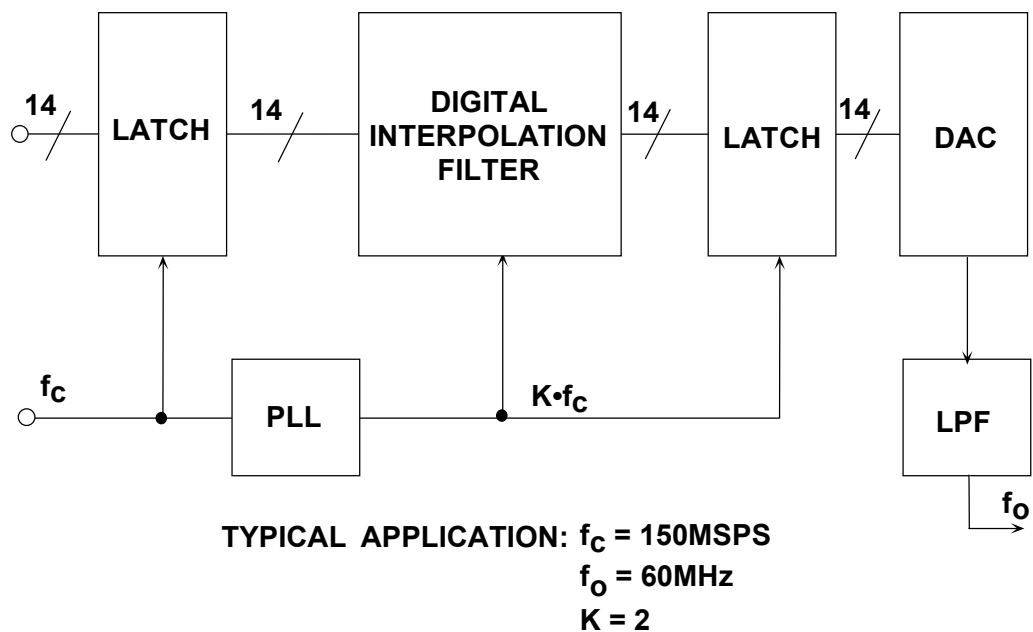 14
LATCH
14
DIGITAL
INTERPOLATION
FILTER
14
LATCH
14
DAC
fc
PLL
K•fc
LPF
fo
TYPICAL APPLICATION: fc = 150MSPS
fo = 60MHz
K = 2